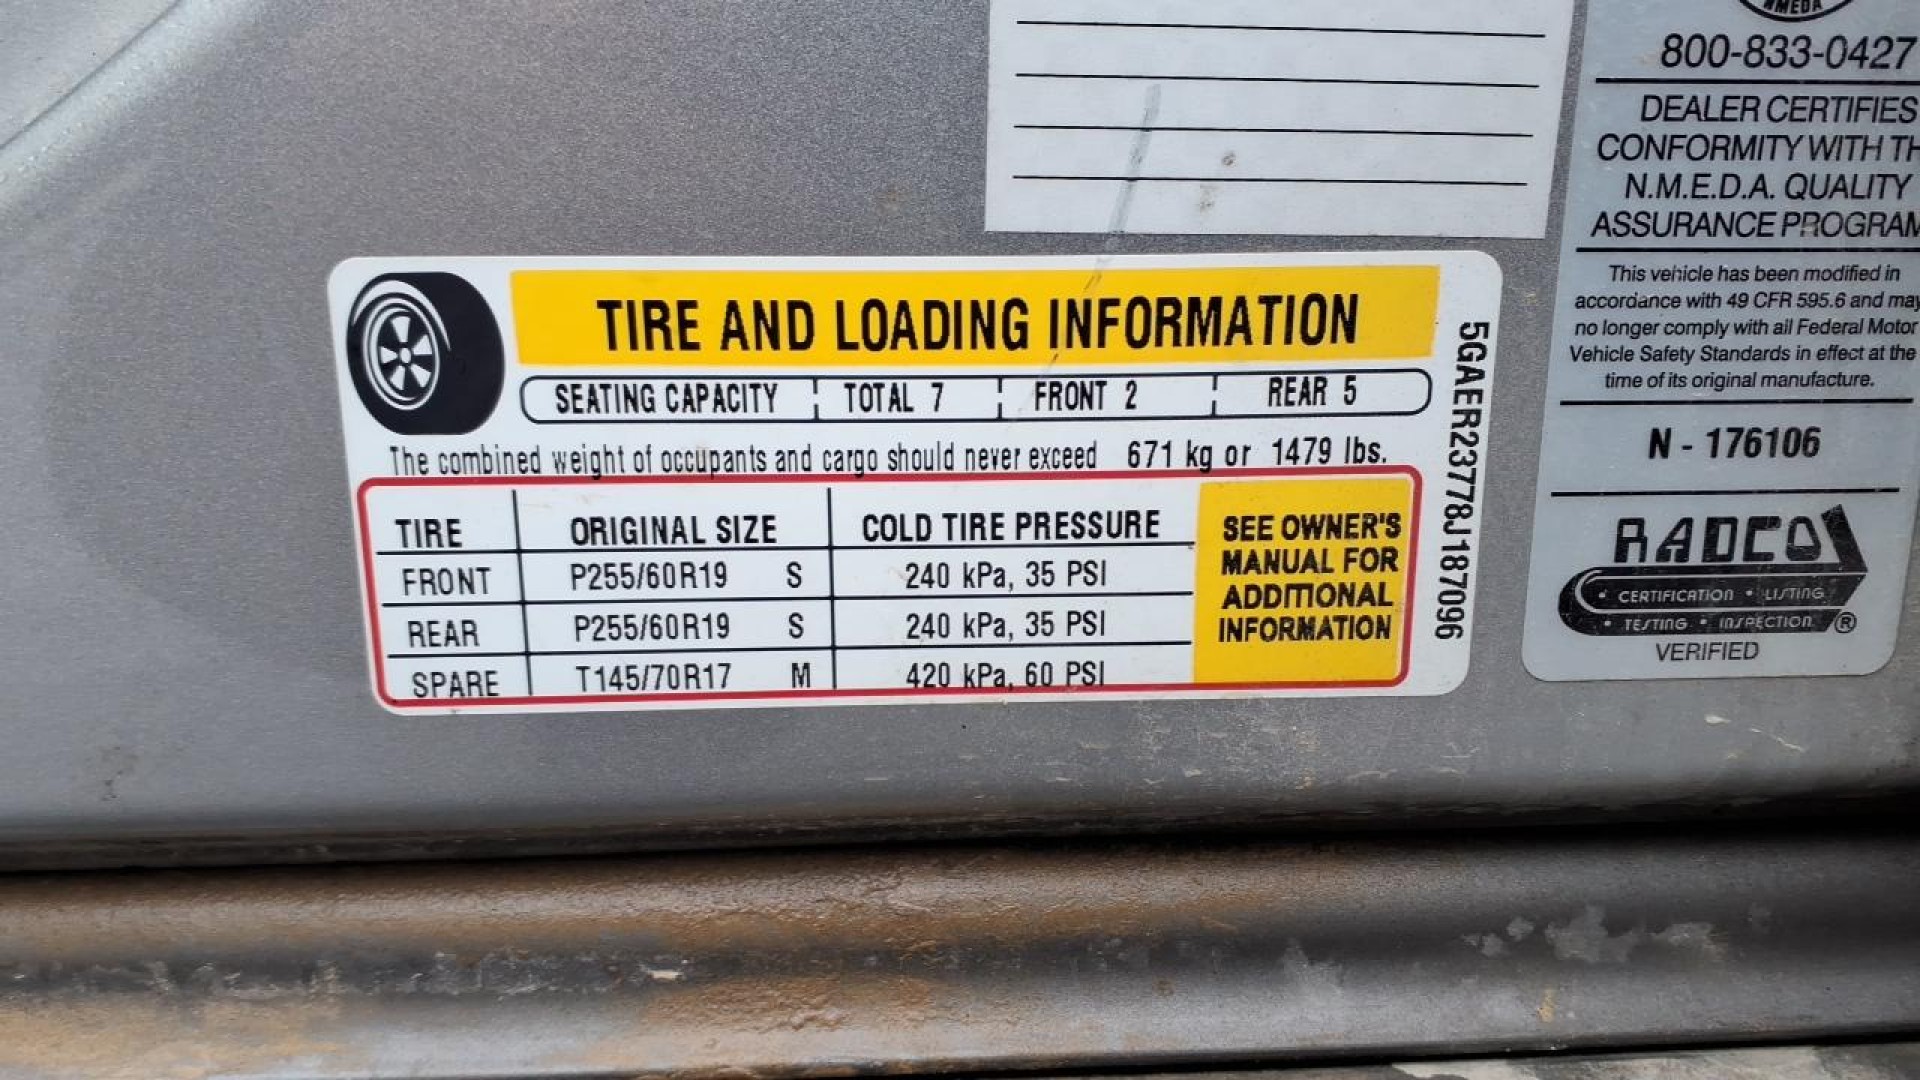 TIRE AND LOADING INFORMATION
SEATING CAPACITY TOTAL 7 FRONT 2 REAR 5
The combined weight of occupants and cargo should never exceed 671 kg or 1479 lbs.
TIRE ORIGINAL SIZE COLD TIRE PRESSURE
FRONT P255/60R19 S 240 kPa, 35 PSI
REAR P255/60R19 S 240 kPa, 35 PSI
SPARE T145/70R17 M 420 kPa, 60 PSI
SEE OWNER'S
MANUAL FOR
ADDITIONAL
INFORMATION
5GAER23778J187096
NMEDA
800-833-0427
DEALER CERTIFIES
CONFORMITY WITH TH
N.M.E.D.A. QUALITY
ASSURANCE PROGRAM
This vehicle has been modified in
accordance with 49 CFR 595.6 and may
no longer comply with all Federal Motor
Vehicle Safety Standards in effect at the
time of its original manufacture.
N - 176106
RADCO
CERTIFICATION • LISTING
• TESTING • INSPECTION ®
VERIFIED